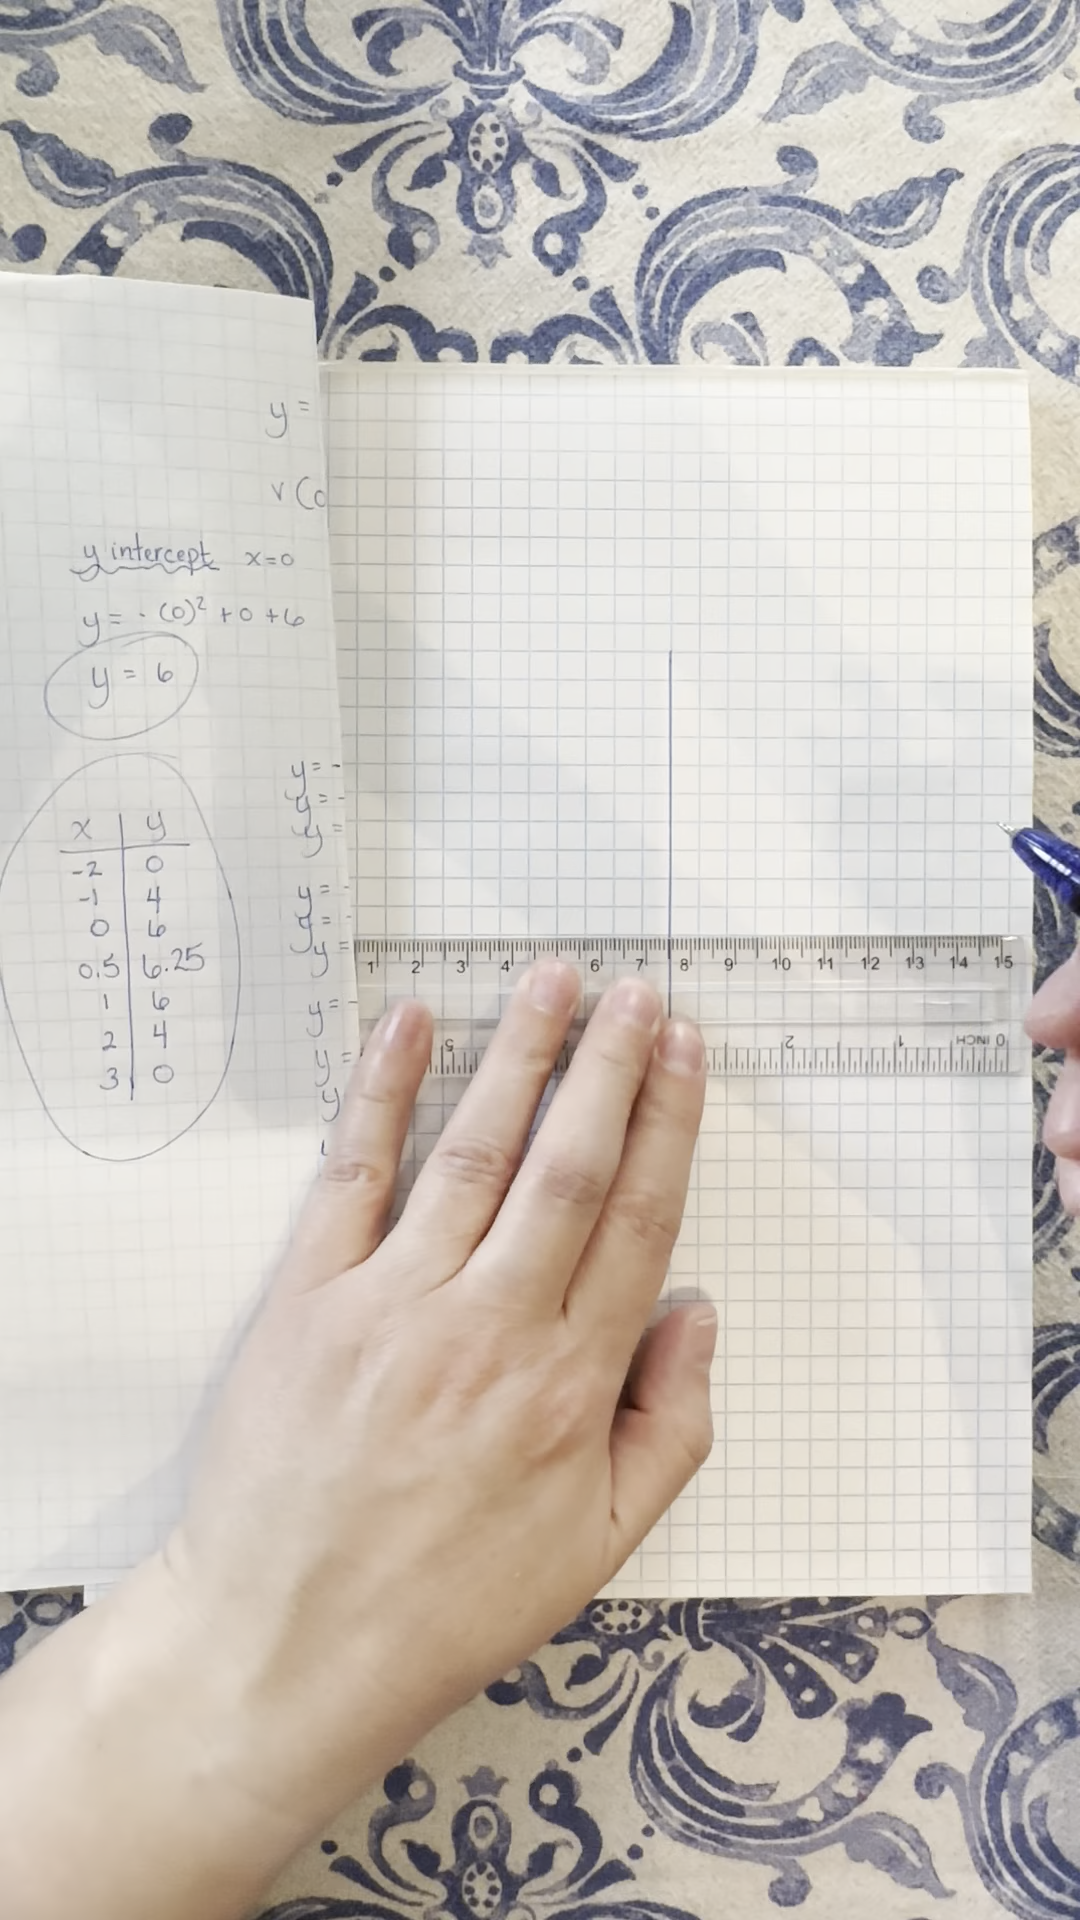 y =
v (0
y intercept x=0
y = - (0)² + 0 + 6
y = 6
y = -
y = -
y =
x | y
-2 | 0
-1 | 4
0 | 6
0.5 | 6.25
1 | 6
2 | 4
3 | 0
y = -
y = -
y =
y = -
y =
y
1 2 3 4 6 7 8 9 10 11 12 13 14 15
5 2 1 0 INCH